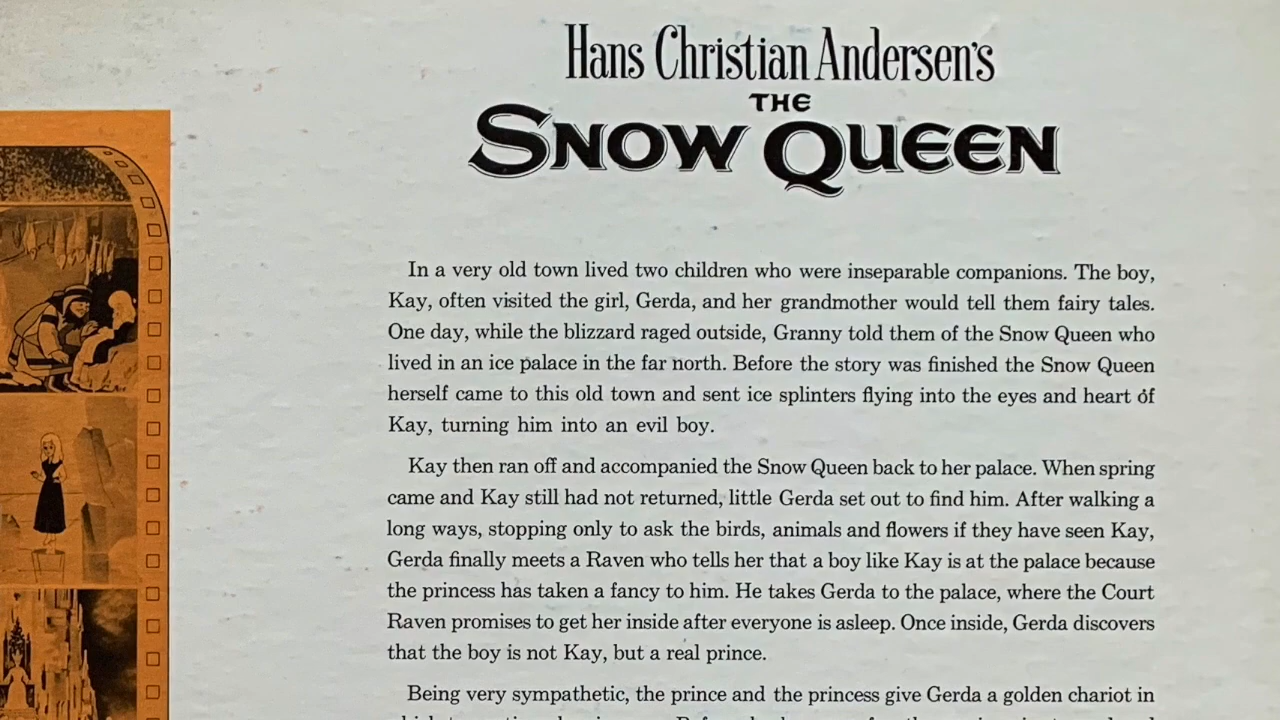 Hans Christian Andersen's
THE
SNOW QUEEN
In a very old town lived two children who were inseparable companions. The boy,
Kay, often visited the girl, Gerda, and her grandmother would tell them fairy tales.
One day, while the blizzard raged outside, Granny told them of the Snow Queen who
lived in an ice palace in the far north. Before the story was finished the Snow Queen
herself came to this old town and sent ice splinters flying into the eyes and heart of
Kay, turning him into an evil boy.
Kay then ran off and accompanied the Snow Queen back to her palace. When spring
came and Kay still had not returned, little Gerda set out to find him. After walking a
long ways, stopping only to ask the birds, animals and flowers if they have seen Kay,
Gerda finally meets a Raven who tells her that a boy like Kay is at the palace because
the princess has taken a fancy to him. He takes Gerda to the palace, where the Court
Raven promises to get her inside after everyone is asleep. Once inside, Gerda discovers
that the boy is not Kay, but a real prince.
Being very sympathetic, the prince and the princess give Gerda a golden chariot in